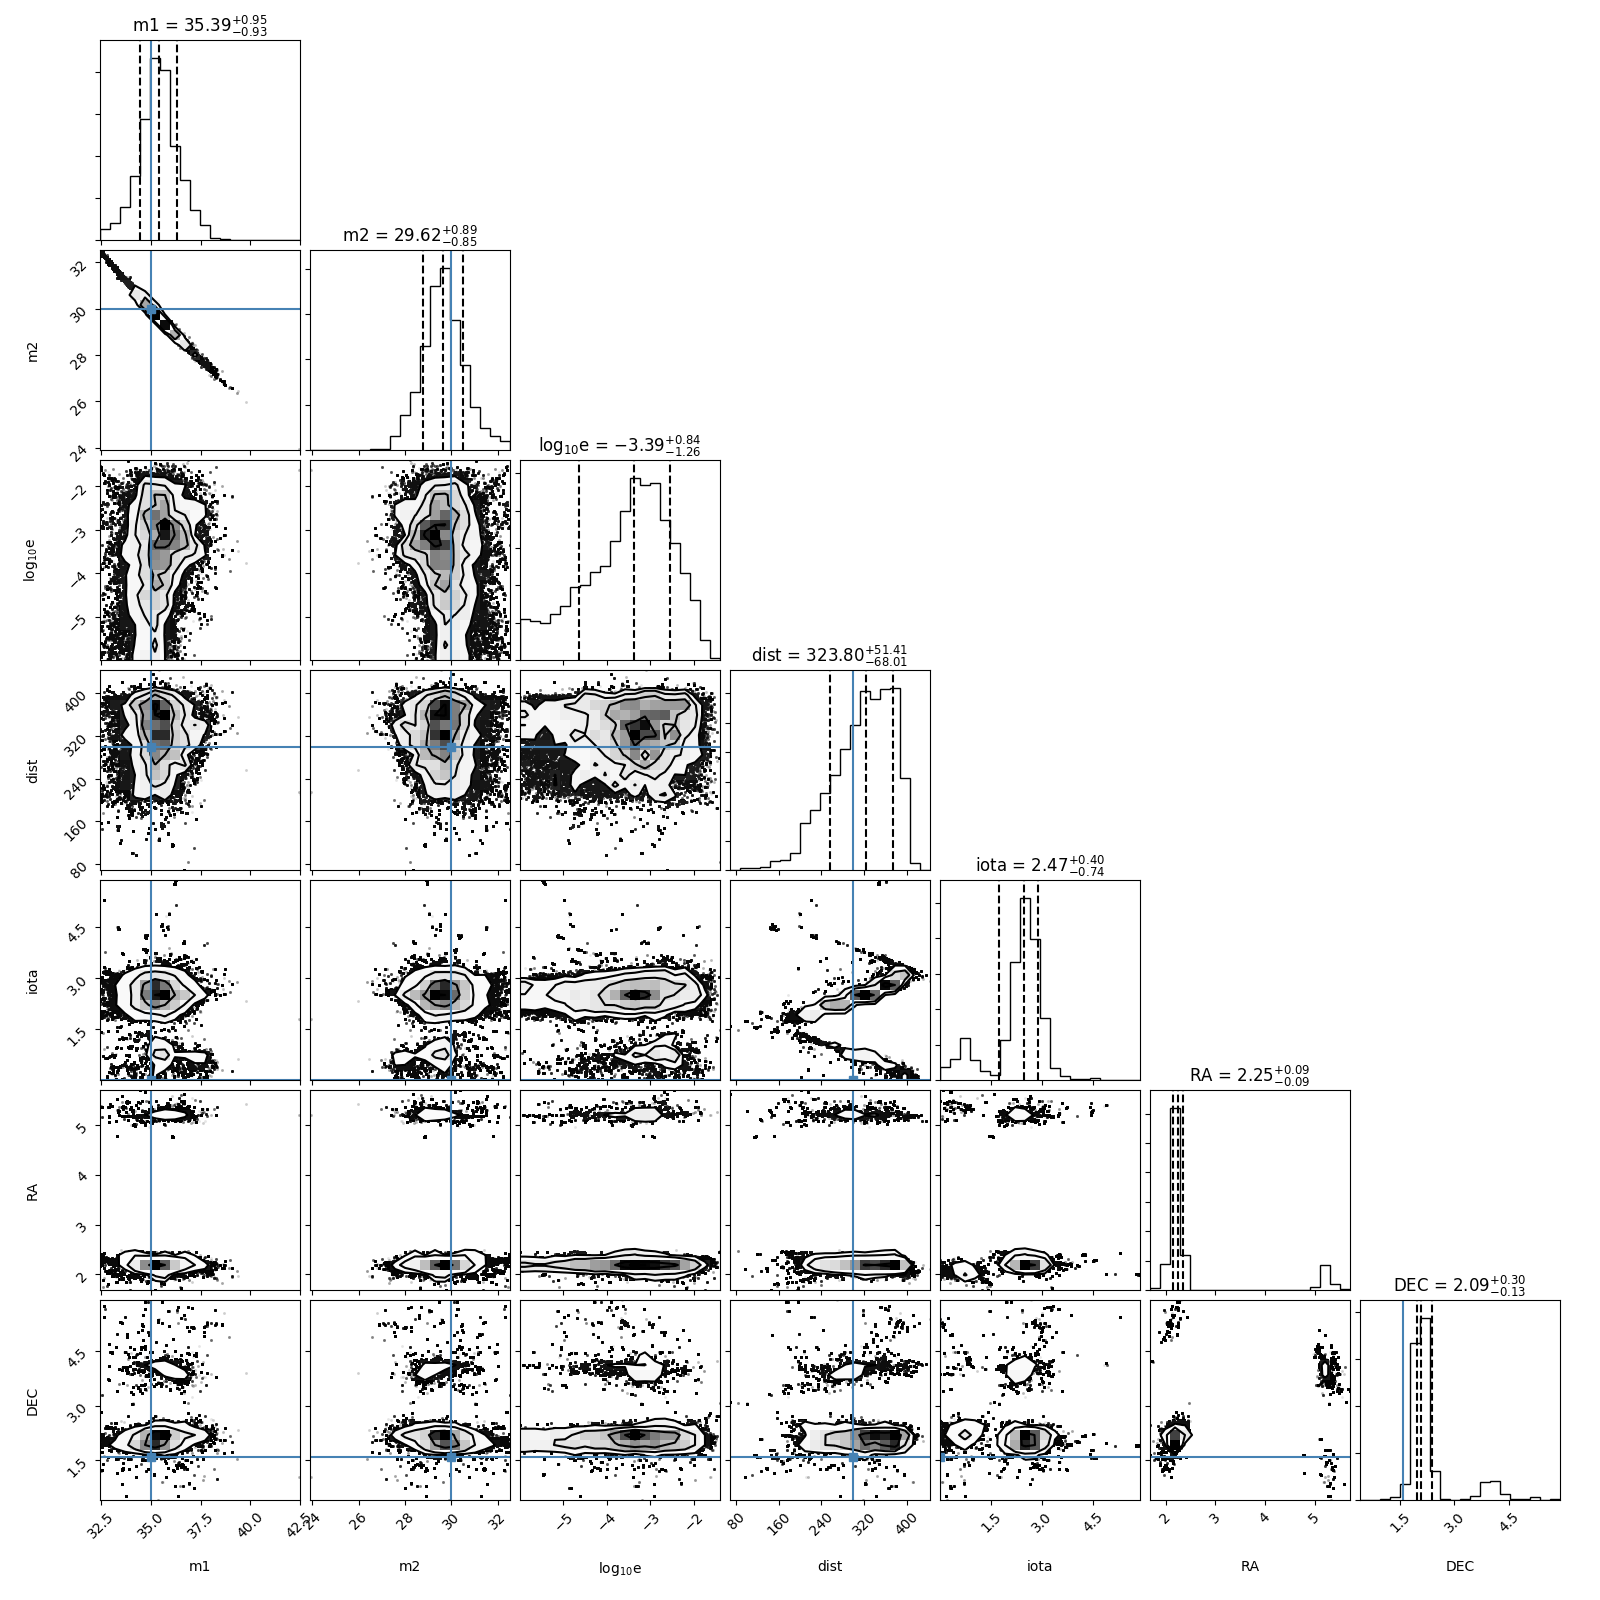 m1 = 35.39+0.95−0.93
m2 = 29.62+0.89−0.85
32
30
28
26
24
m2
log10e = −3.39+0.84−1.26
−2
−3
−4
−5
log10e
dist = 323.80+51.41−68.01
400
320
240
160
80
dist
iota = 2.47+0.40−0.74
4.5
3.0
1.5
iota
RA = 2.25+0.09−0.09
5
4
3
2
RA
DEC = 2.09+0.30−0.13
4.5
3.0
1.5
DEC
32.5 35.0 37.5 40.0 42.5 24 26 28 30 32 −5 −4 −3 −2 80 160 240 320 400 1.5 3.0 4.5 2 3 4 5 1.5 3.0 4.5
m1 m2 log10e dist iota RA DEC